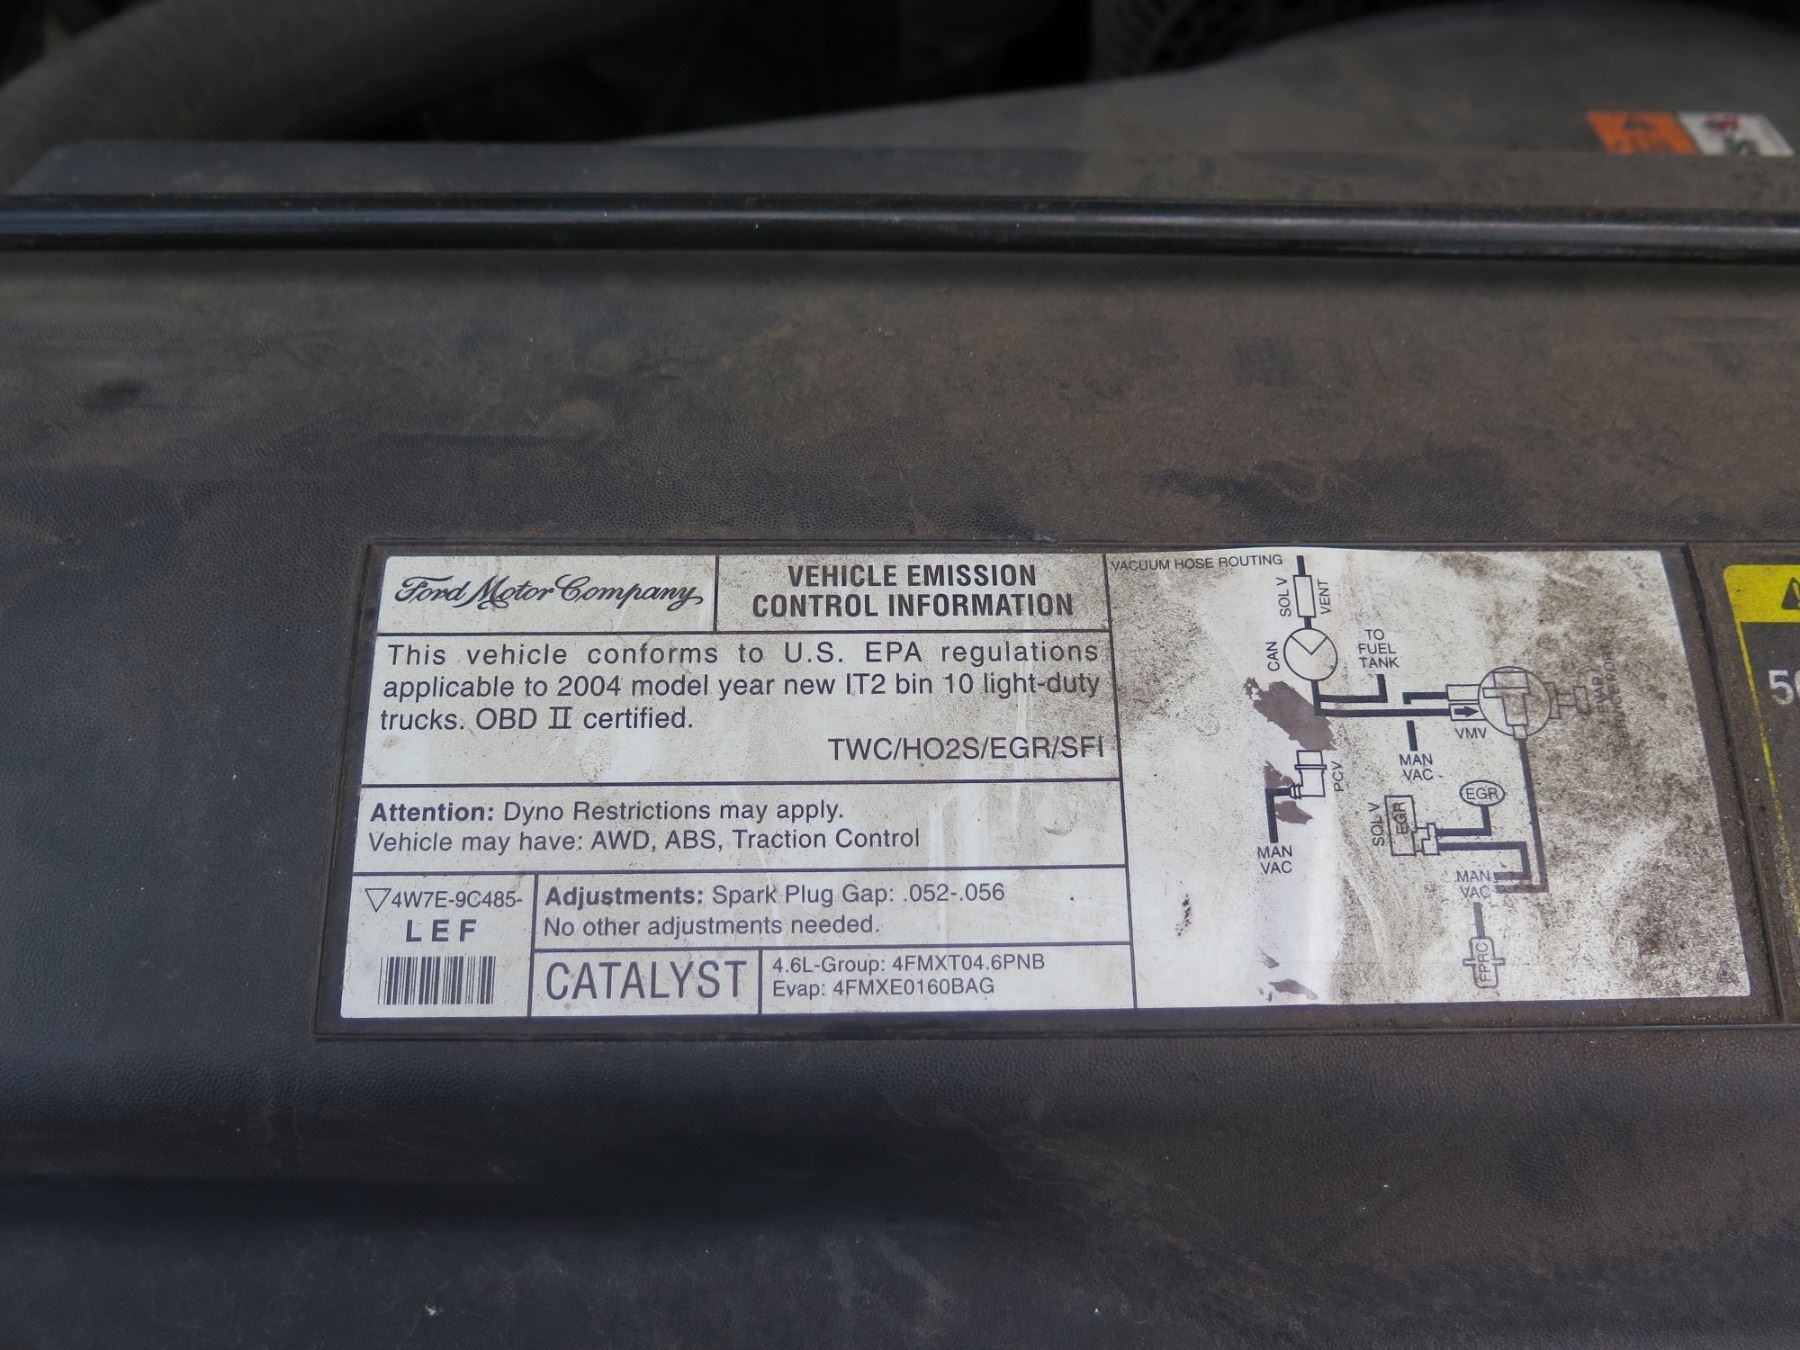 Ford Motor Company
VEHICLE EMISSION
CONTROL INFORMATION
This vehicle conforms to U.S. EPA regulations
applicable to 2004 model year new IT2 bin 10 light-duty
trucks. OBD II certified.
TWC/HO2S/EGR/SFI
Attention: Dyno Restrictions may apply.
Vehicle may have: AWD, ABS, Traction Control
4W7E-9C485-
LEF
Adjustments: Spark Plug Gap: .052-.056
No other adjustments needed.
CATALYST
4.6L-Group: 4FMXT04.6PNB
Evap: 4FMXE0160BAG
VACUUM HOSE ROUTING
SOL V
VENT
CAN
TO
FUEL
TANK
VMV
MAN
VAC
PCV
MAN
VAC
SOL V
EGR
EGR
MAN
VAC
FPRC